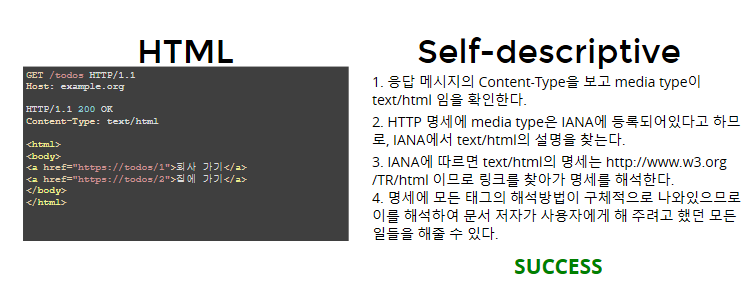 HTML
GET /todos HTTP/1.1
Host: example.org
HTTP/1.1 200 OK
Content-Type: text/html
<html>
<body>
<a href="https://todos/1">회사 가기</a>
<a href="https://todos/2">집에 가기</a>
</body>
</html>
Self-descriptive
1. 응답 메시지의 Content-Type을 보고 media type이
text/html 임을 확인한다.
2. HTTP 명세에 media type은 IANA에 등록되어있다고 하므
로, IANA에서 text/html의 설명을 찾는다.
3. IANA에 따르면 text/html의 명세는 http://www.w3.org
/TR/html 이므로 링크를 찾아가 명세를 해석한다.
4. 명세에 모든 태그의 해석방법이 구체적으로 나와있으므로
이를 해석하여 문서 저자가 사용자에게 해 주려고 했던 모든
일들을 해줄 수 있다.
SUCCESS